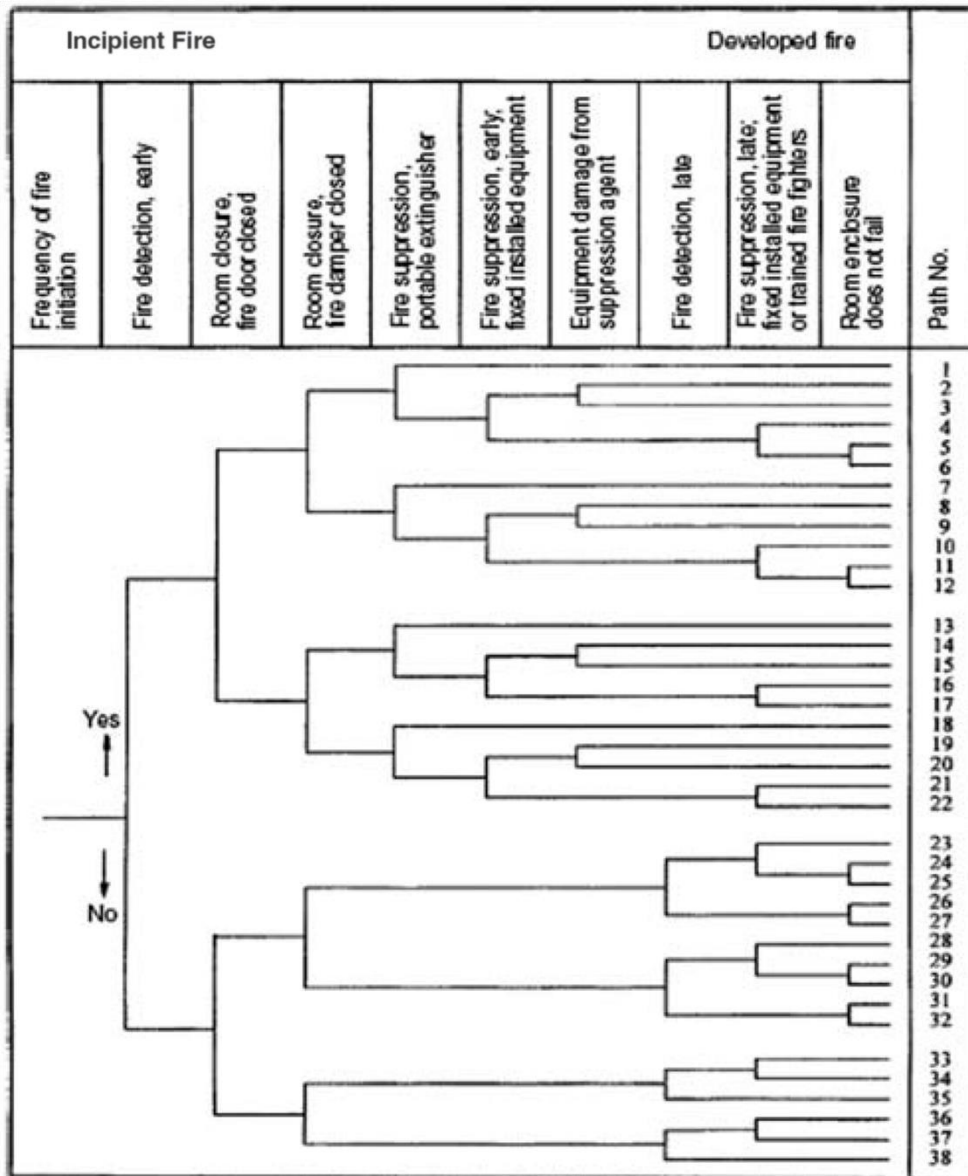 Incipient Fire
Developed fire
Frequency of fire
initiation
Fire detection, early
Room closure,
fire door closed
Room closure,
fire damper closed
Fire suppression,
portable extinguisher
Fire suppression, early;
fixed installed equipment
Equipment damage from
suppression agent
Fire detection, late
Fire suppression, late;
fixed installed equipment
or trained fire fighters
Room enclosure
does not fail
Path No.
1
2
3
4
5
6
7
8
9
10
11
12
13
14
15
16
17
18
19
20
21
22
23
24
25
26
27
28
29
30
31
32
33
34
35
36
37
38
Yes
No